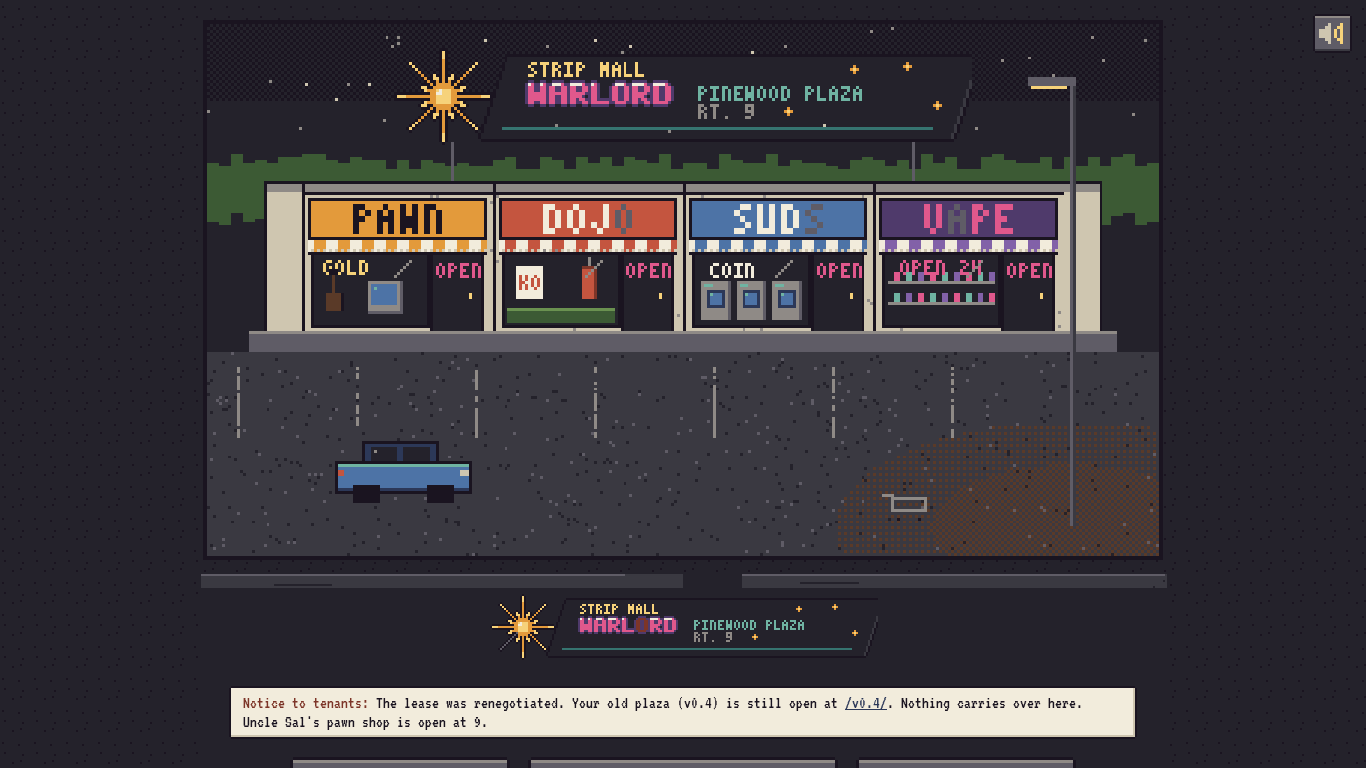 STRIP MALL
WARLORD
PINEWOOD PLAZA
RT. 9
PAWN
DOJO
SUDS
VAPE
GOLD
OPEN
KO
OPEN
COIN
OPEN
OPEN 24
OPEN
STRIP MALL
WARLORD
PINEWOOD PLAZA
RT. 9
Notice to tenants: The lease was renegotiated. Your old plaza (v0.4) is still open at /v0.4/. Nothing carries over here.
Uncle Sal's pawn shop is open at 9.